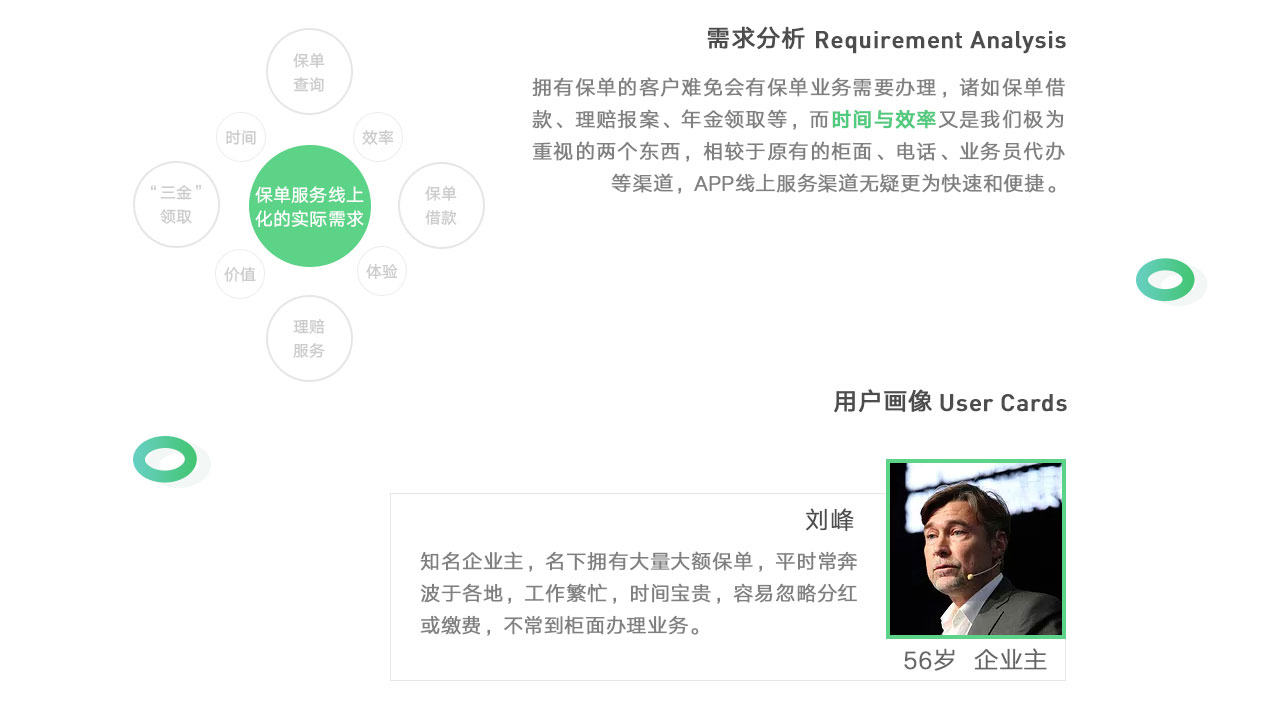 保单
查询
时间
效率
“三金”
领取
保单服务线上
化的实际需求
保单
借款
价值
体验
理赔
服务
需求分析 Requirement Analysis
拥有保单的客户难免会有保单业务需要办理，诸如保单借
款、理赔报案、年金领取等，而时间与效率又是我们极为
重视的两个东西，相较于原有的柜面、电话、业务员代办
等渠道，APP线上服务渠道无疑更为快速和便捷。
用户画像 User Cards
刘峰
知名企业主，名下拥有大量大额保单，平时常奔
波于各地，工作繁忙，时间宝贵，容易忽略分红
或缴费，不常到柜面办理业务。
56岁 企业主